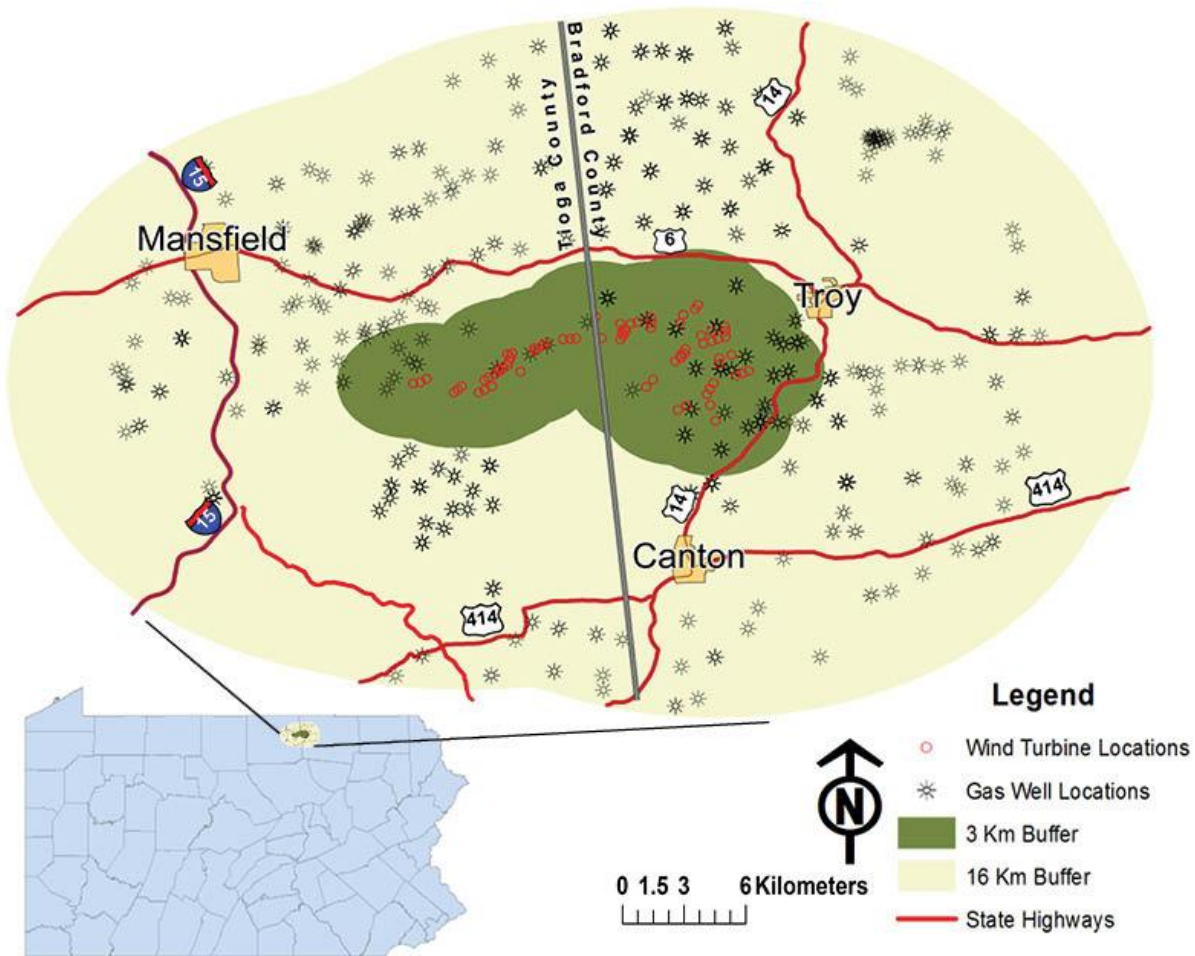 Bradford County
Tioga County
14
15
6
Mansfield
Troy
14
414
15
Canton
414
Legend
Wind Turbine Locations
Gas Well Locations
3 Km Buffer
16 Km Buffer
State Highways
N
0 1.5 3 6 Kilometers